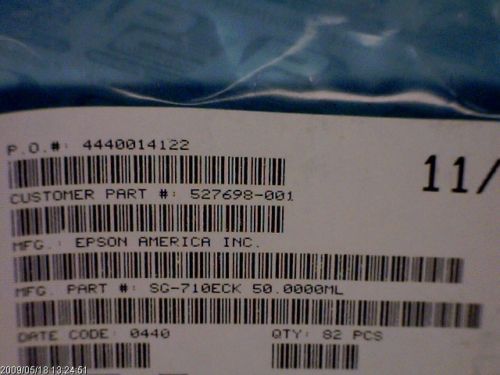 P.O.#: 4440014122
11/
CUSTOMER PART #: 527698-001
MFG.: EPSON AMERICA INC.
MFG. PART #: SG-710ECK 50.0000ML
DATE CODE: 0440 QTY: 82 PCS
2009/05/18 13:24:51